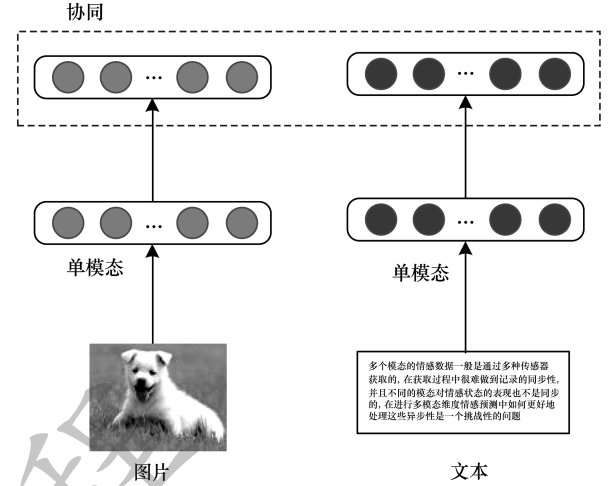 协同
单模态
单模态
多个模态的情感数据一般是通过多种传感器
获取的, 在获取过程中很难做到记录的同步性,
并且不同的模态对情感状态的表现也不是同步
的, 在进行多模态维度情感预测中如何更好地
处理这些异步性是一个挑战性的问题
图片
文本